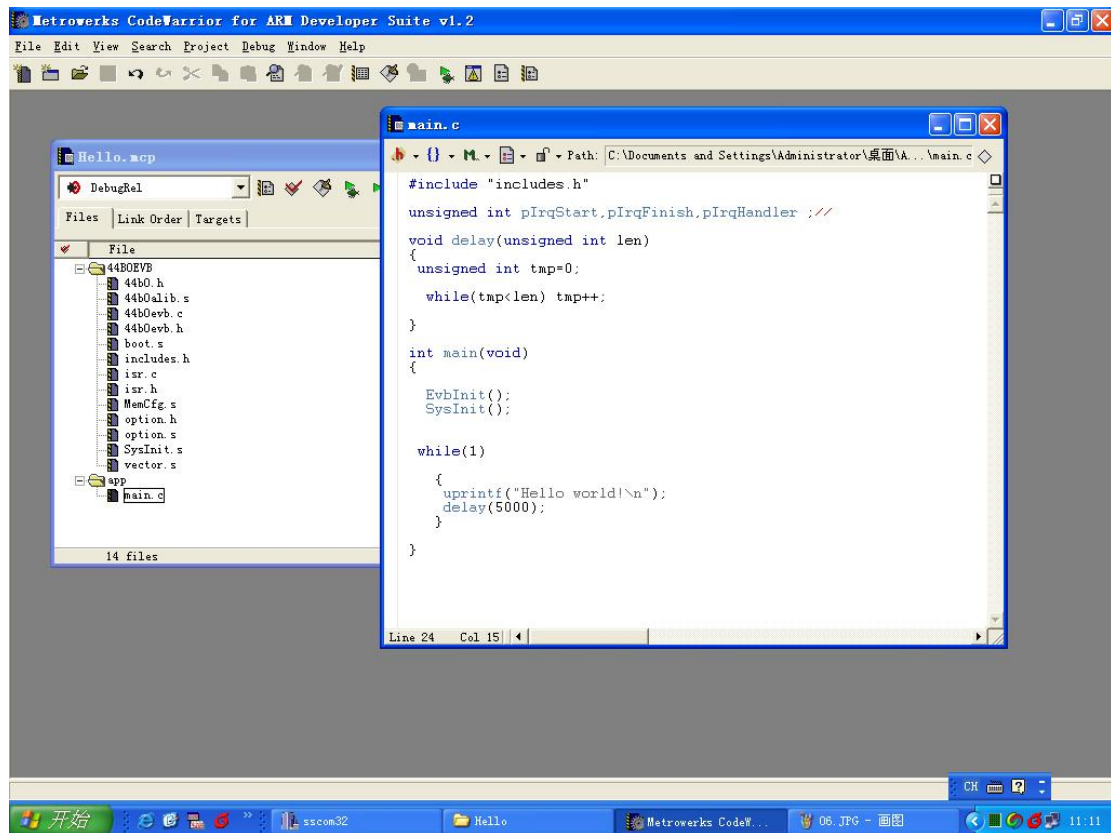 Metrowerks CodeWarrior for ARM Developer Suite v1.2
File Edit View Search Project Debug Window Help
Hello.mcp
DebugRel
Files Link Order Targets
File
44B0EVB
44B0.h
44b0alib.s
44b0evb.c
44b0evb.h
boot.s
includes.h
isr.c
isr.h
MemCfg.s
option.h
option.s
SysInit.s
vector.s
app
main.c
14 files
main.c
Path: C:\Documents and Settings\Administrator\桌面\A...\main.c
#include "includes.h"
unsigned int pIrqStart,pIrqFinish,pIrqHandler ;//
void delay(unsigned int len)
{
unsigned int tmp=0;
while(tmp<len) tmp++;
}
int main(void)
{
EvbInit();
SysInit();
while(1)
{
uprintf("Hello world!\n");
delay(5000);
}
}
Line 24 Col 15
CH
开始 sscom32 Hello Metrowerks CodeW... 06.JPG - 画图 11:11